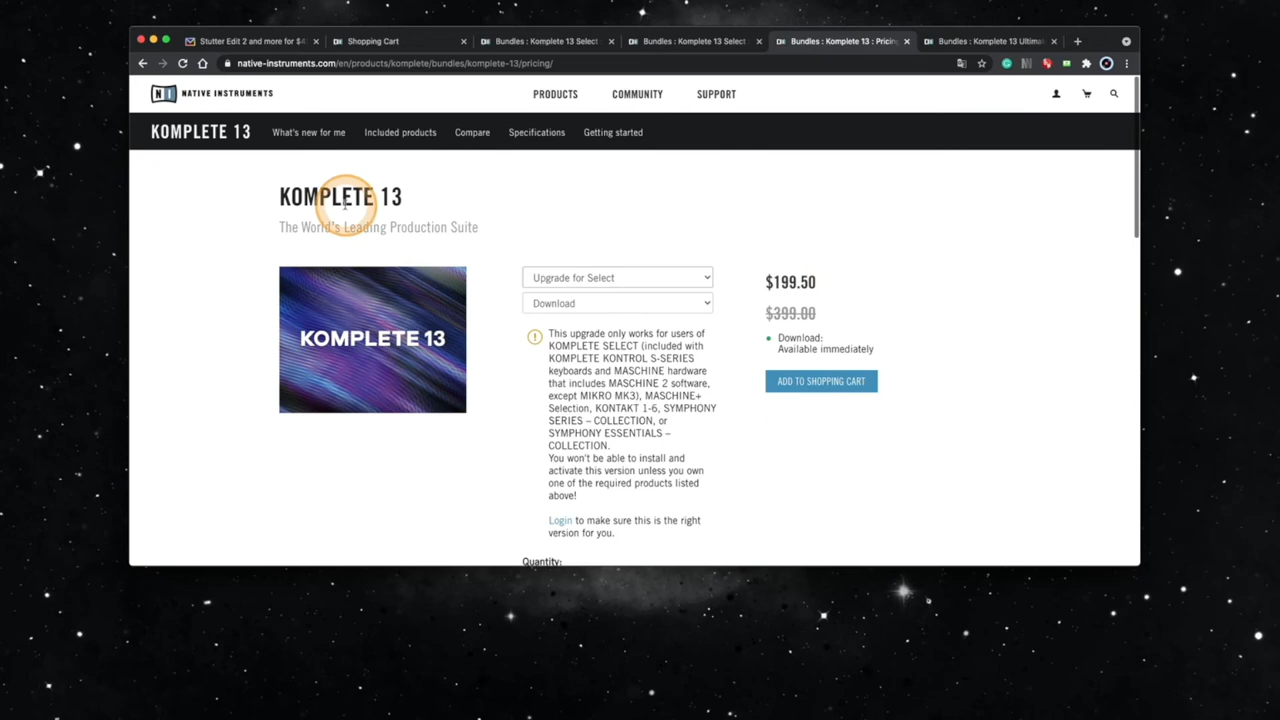 Stutter Edit 2 and more for $4
Shopping Cart
Bundles : Komplete 13 Select
Bundles : Komplete 13 Select
Bundles : Komplete 13 : Pricin
Bundles : Komplete 13 Ultima
native-instruments.com/en/products/komplete/bundles/komplete-13/pricing/
NATIVE INSTRUMENTS
PRODUCTS
COMMUNITY
SUPPORT
KOMPLETE 13
What's new for me
Included products
Compare
Specifications
Getting started
KOMPLETE 13
The World's Leading Production Suite
KOMPLETE 13
Upgrade for Select
Download
This upgrade only works for users of
KOMPLETE SELECT (included with
KOMPLETE KONTROL S-SERIES
keyboards and MASCHINE hardware
that includes MASCHINE 2 software,
except MIKRO MK3), MASCHINE+
Selection, KONTAKT 1-6, SYMPHONY
SERIES – COLLECTION, or
SYMPHONY ESSENTIALS –
COLLECTION.
You won't be able to install and
activate this version unless you own
one of the required products listed
above!
Login to make sure this is the right
version for you.
Quantity:
$199.50
$399.00
Download:
Available immediately
ADD TO SHOPPING CART